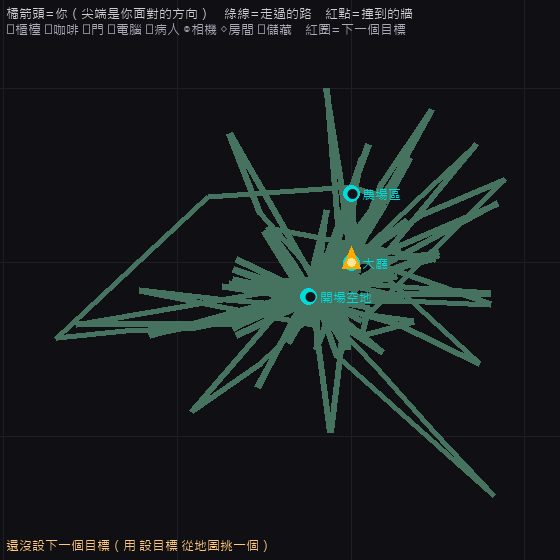 橘箭頭=你（尖端是你面對的方向） 綠線=走過的路 紅點=撞到的牆
▯櫃檯 ▯咖啡 ▯門 ▯電腦 ▯病人 ◉相機 ◇房間 ▯儲藏 紅圈=下一個目標
農場區
大廳
開場空地
還沒設下一個目標（用 設目標 從地圖挑一個）